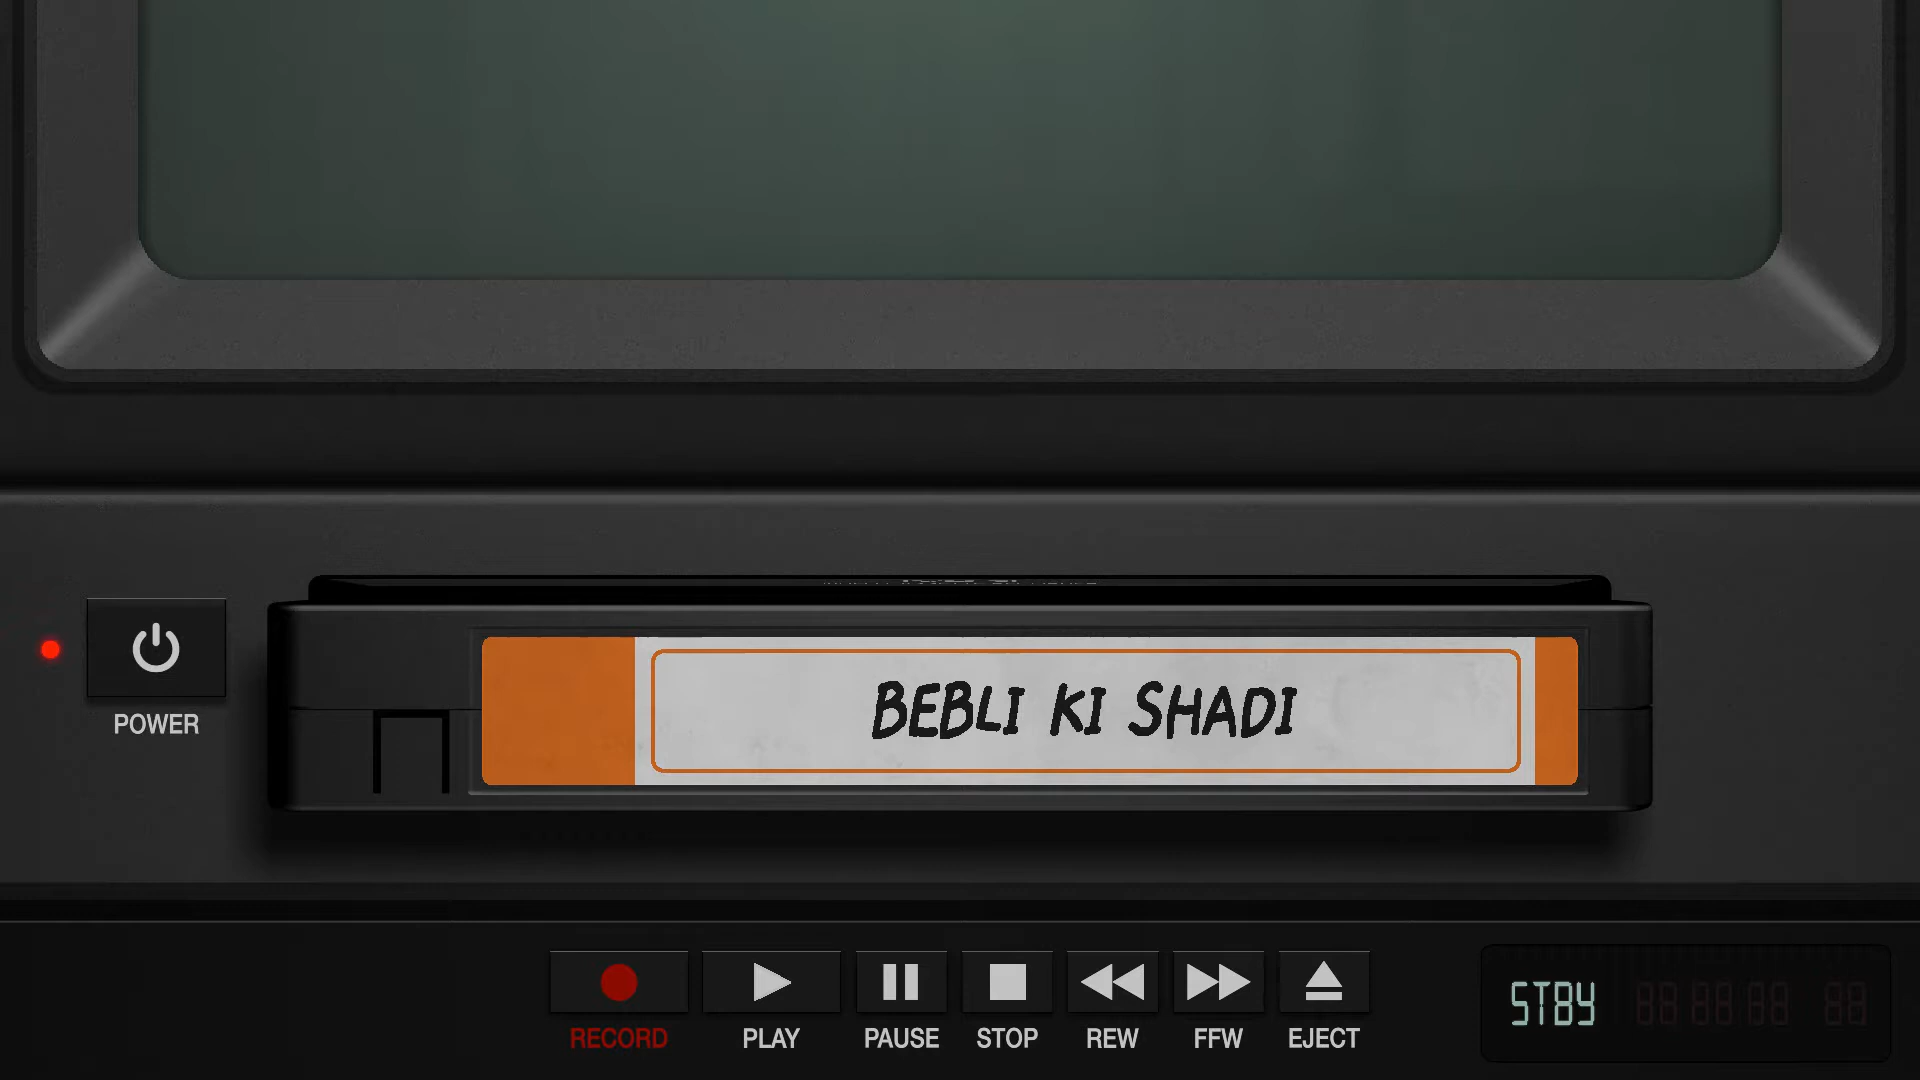 BEBLI KI SHADI
POWER
RECORD PLAY PAUSE STOP REW FFW EJECT
STBY